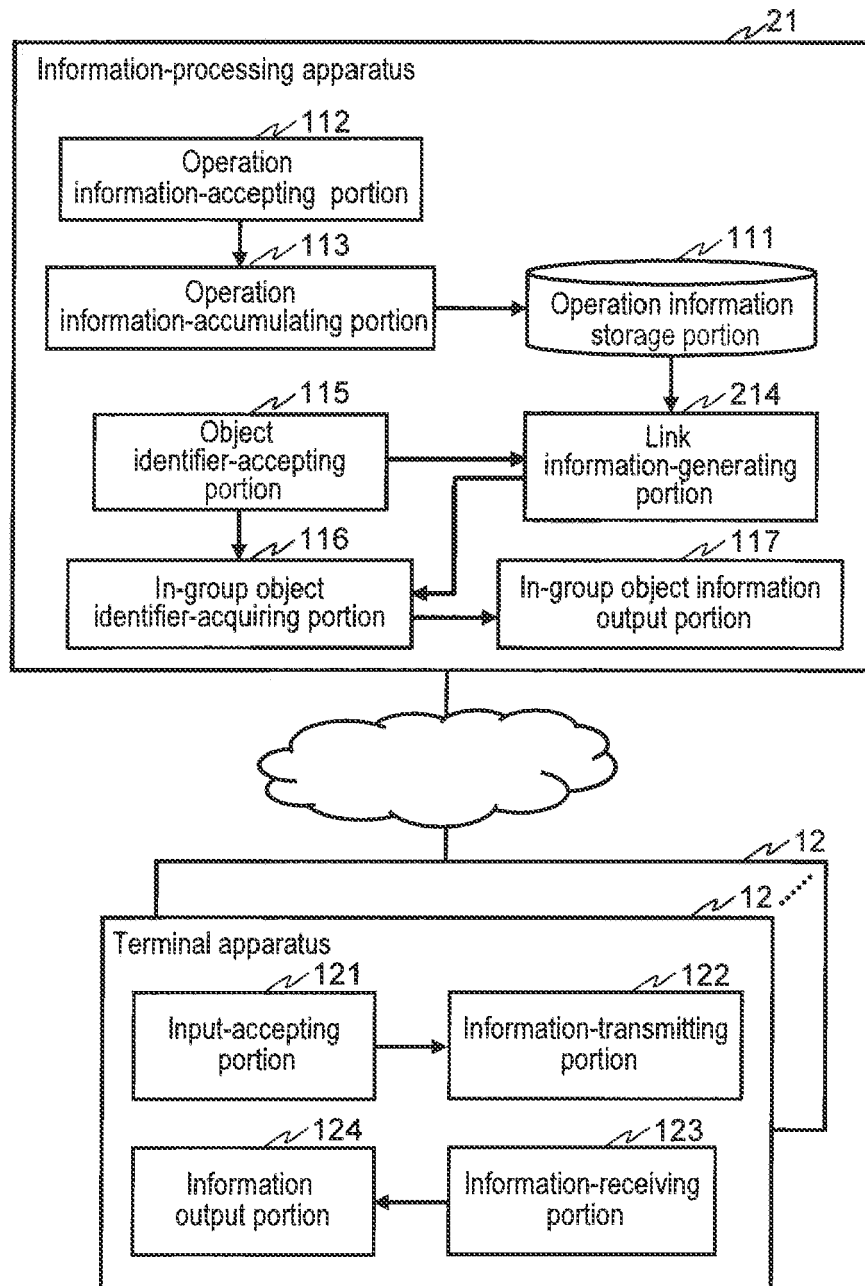 21
Information-processing apparatus
112
Operation
information-accepting portion
113
Operation
information-accumulating portion
111
Operation information
storage portion
115
Object
identifier-accepting
portion
214
Link
information-generating
portion
116
In-group object
identifier-acquiring portion
117
In-group object information
output portion
12
12
Terminal apparatus
121
Input-accepting
portion
122
Information-transmitting
portion
124
Information
output portion
123
Information-receiving
portion